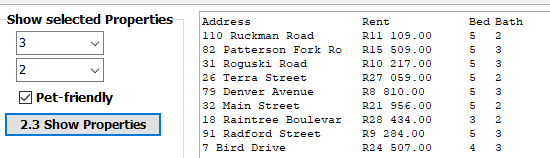 Show selected Properties
3
2
Pet-friendly
2.3 Show Properties
Address Rent Bed Bath
110 Ruckman Road R11 109.00 5 2
82 Patterson Fork Ro R15 509.00 5 3
31 Roguski Road R10 217.00 5 3
26 Terra Street R27 059.00 5 2
79 Denver Avenue R8 810.00 5 3
32 Main Street R21 956.00 5 2
18 Raintree Boulevar R28 434.00 3 2
91 Radford Street R9 284.00 5 3
7 Bird Drive R24 507.00 4 3